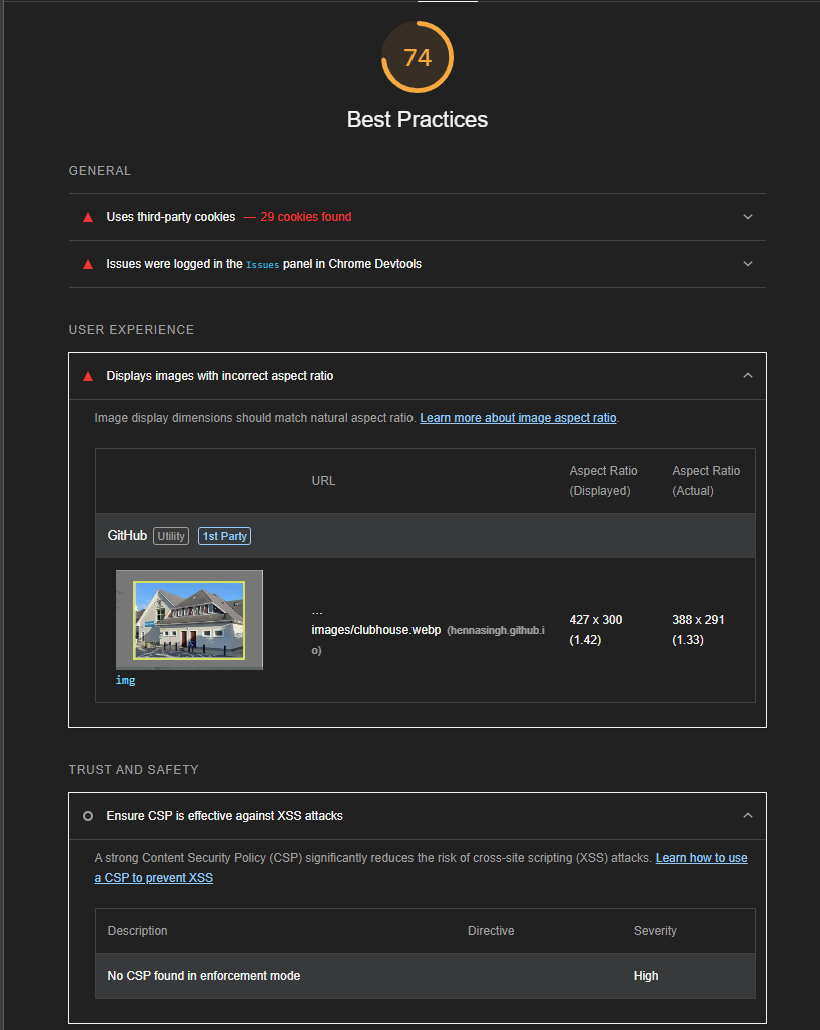 74
Best Practices
GENERAL
Uses third-party cookies — 29 cookies found
Issues were logged in the Issues panel in Chrome Devtools
USER EXPERIENCE
Displays images with incorrect aspect ratio
Image display dimensions should match natural aspect ratio. Learn more about image aspect ratio.
URL
Aspect Ratio
(Displayed)
Aspect Ratio
(Actual)
GitHub Utility 1st Party
…
images/clubhouse.webp (hennasingh.github.i
o)
427 x 300
(1.42)
388 x 291
(1.33)
img
TRUST AND SAFETY
Ensure CSP is effective against XSS attacks
A strong Content Security Policy (CSP) significantly reduces the risk of cross-site scripting (XSS) attacks. Learn how to use
a CSP to prevent XSS
Description Directive Severity
No CSP found in enforcement mode High